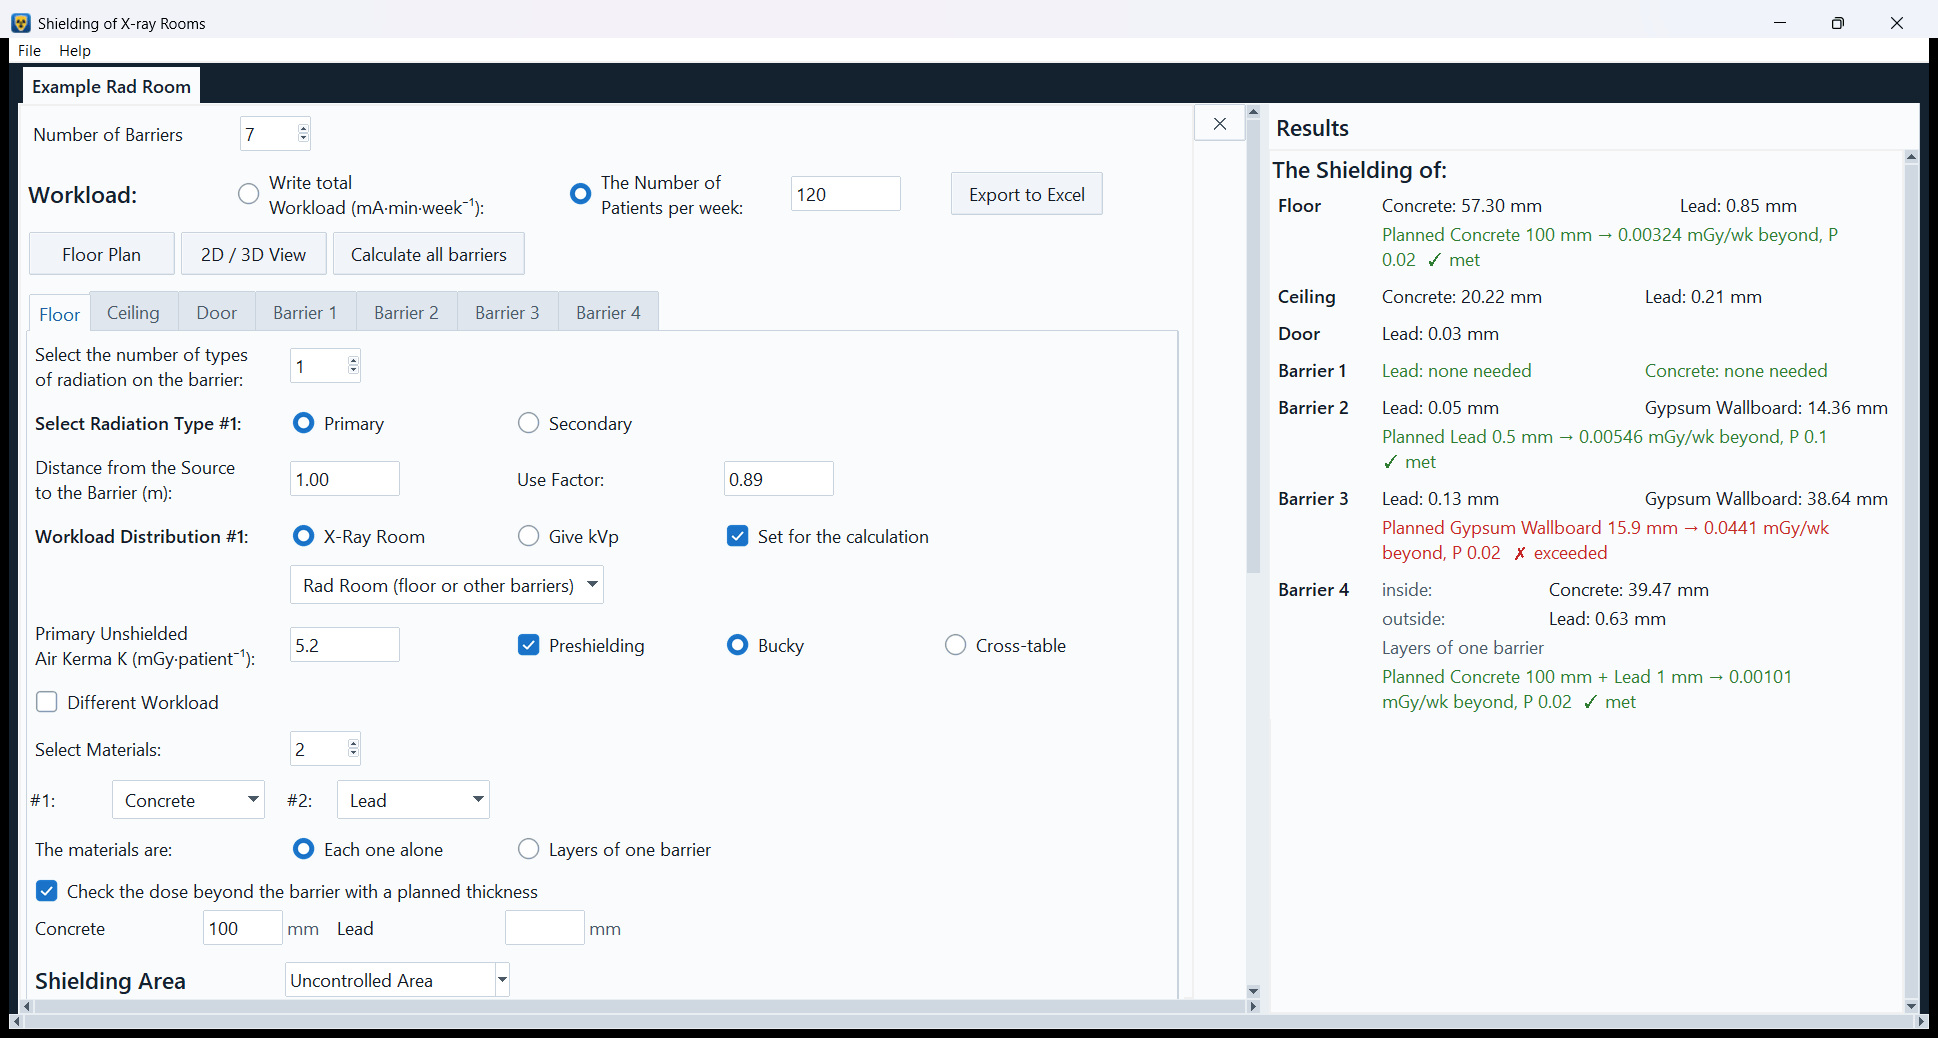 Shielding of X-ray Rooms
File Help
Example Rad Room
Number of Barriers 7
Workload:
Write total
Workload (mA·min·week⁻¹):
The Number of
Patients per week:
120
Export to Excel
Floor Plan
2D / 3D View
Calculate all barriers
Floor Ceiling Door Barrier 1 Barrier 2 Barrier 3 Barrier 4
Select the number of types
of radiation on the barrier:
1
Select Radiation Type #1: Primary Secondary
Distance from the Source
to the Barrier (m):
1.00
Use Factor: 0.89
Workload Distribution #1: X-Ray Room Give kVp Set for the calculation
Rad Room (floor or other barriers)
Primary Unshielded
Air Kerma K (mGy·patient⁻¹):
5.2
Preshielding Bucky Cross-table
Different Workload
Select Materials: 2
#1: Concrete #2: Lead
The materials are: Each one alone Layers of one barrier
Check the dose beyond the barrier with a planned thickness
Concrete 100 mm Lead mm
Shielding Area Uncontrolled Area
Results
The Shielding of:
Floor Concrete: 57.30 mm Lead: 0.85 mm
Planned Concrete 100 mm → 0.00324 mGy/wk beyond, P
0.02 ✓ met
Ceiling Concrete: 20.22 mm Lead: 0.21 mm
Door Lead: 0.03 mm
Barrier 1 Lead: none needed Concrete: none needed
Barrier 2 Lead: 0.05 mm Gypsum Wallboard: 14.36 mm
Planned Lead 0.5 mm → 0.00546 mGy/wk beyond, P 0.1
✓ met
Barrier 3 Lead: 0.13 mm Gypsum Wallboard: 38.64 mm
Planned Gypsum Wallboard 15.9 mm → 0.0441 mGy/wk
beyond, P 0.02 ✗ exceeded
Barrier 4 inside: Concrete: 39.47 mm
outside: Lead: 0.63 mm
Layers of one barrier
Planned Concrete 100 mm + Lead 1 mm → 0.00101
mGy/wk beyond, P 0.02 ✓ met